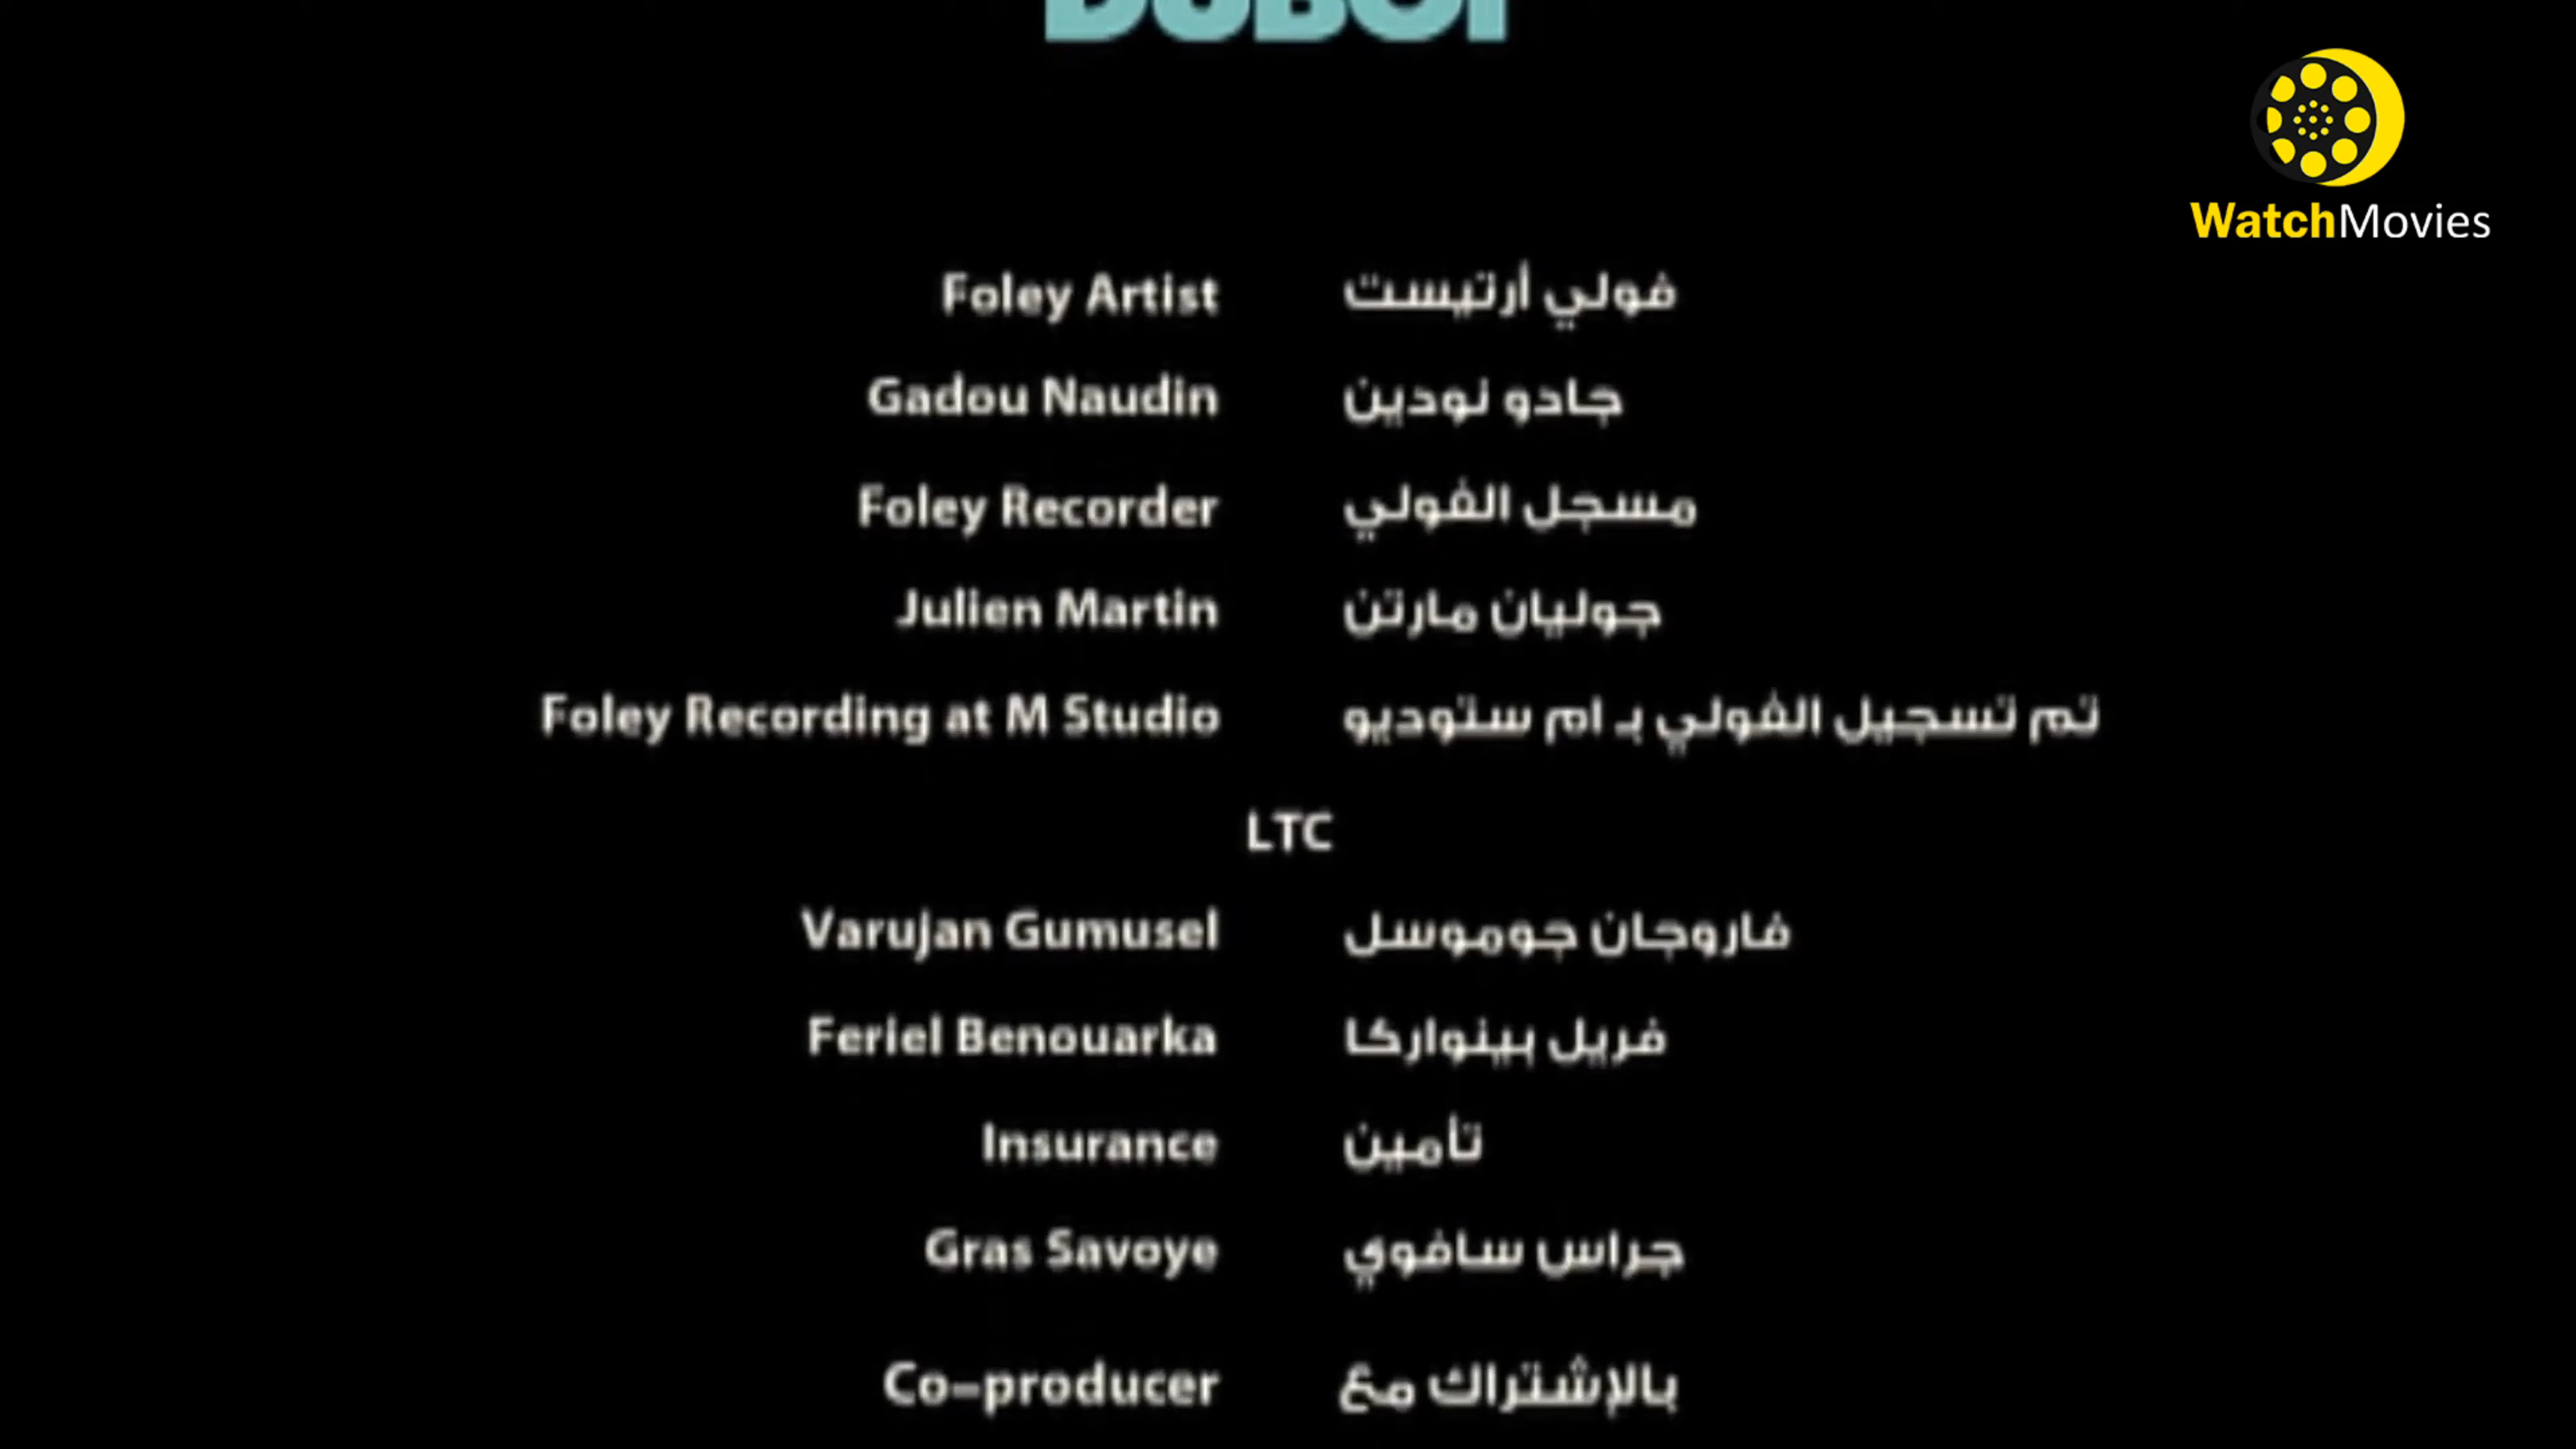 WatchMovies
Foley Artist فولي أرتيست
Gadou Naudin جادو نودين
Foley Recorder مسجل الفولي
Julien Martin جوليان مارتن
Foley Recording at M Studio تم تسجيل الفولي بـ ام ستوديو
LTC
Varujan Gumusel فاروجان جوموسل
Feriel Benouarka فريل بينواركا
Insurance تأمين
Gras Savoye جراس سافوي
Co-producer بالإشتراك مع